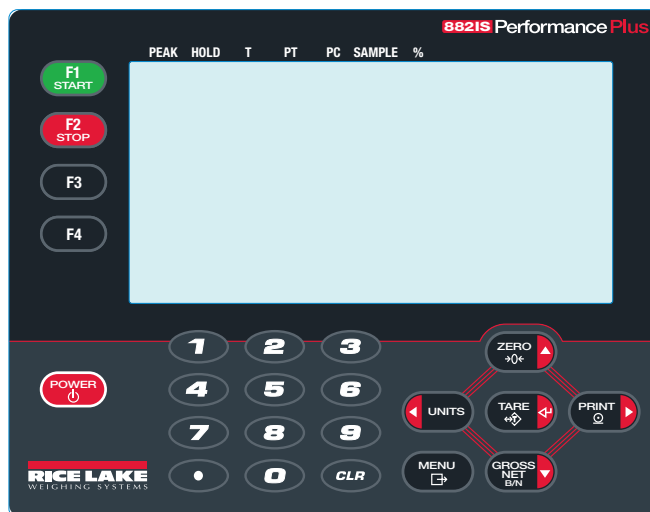 882IS Performance Plus
PEAK HOLD T PT PC SAMPLE %
F1
START
F2
STOP
F3
F4
1 2 3
ZERO
→0←
POWER
4 5 6
UNITS
TARE
PRINT
7 8 9
RICE LAKE
WEIGHING SYSTEMS
. 0 CLR
MENU
GROSS
NET
B/N